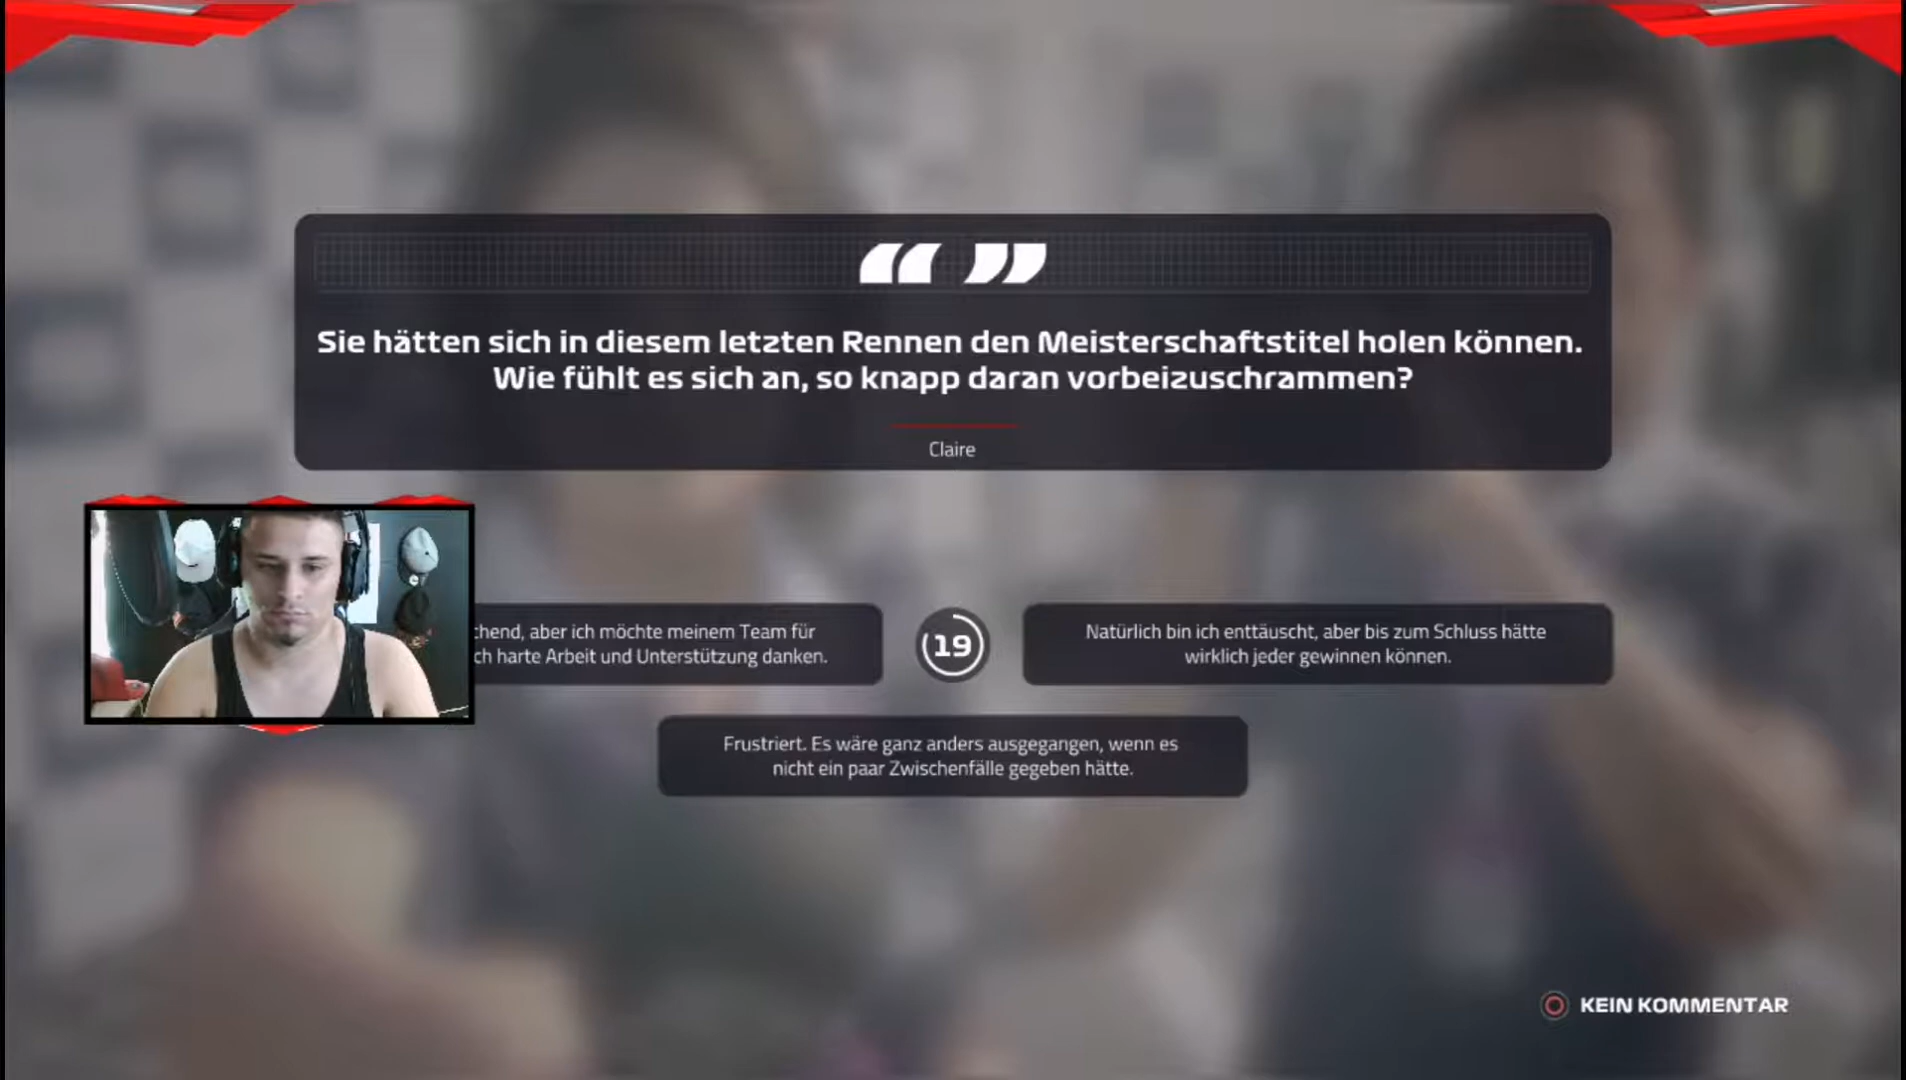 Sie hätten sich in diesem letzten Rennen den Meisterschaftstitel holen können.
Wie fühlt es sich an, so knapp daran vorbeizuschrammen?
Claire
aber ich möchte meinem Team für
harte Arbeit und Unterstützung danken.
19
Natürlich bin ich enttäuscht, aber bis zum Schluss hätte
wirklich jeder gewinnen können.
Frustriert. Es wäre ganz anders ausgegangen, wenn es
nicht ein paar Zwischenfälle gegeben hätte.
KEIN KOMMENTAR